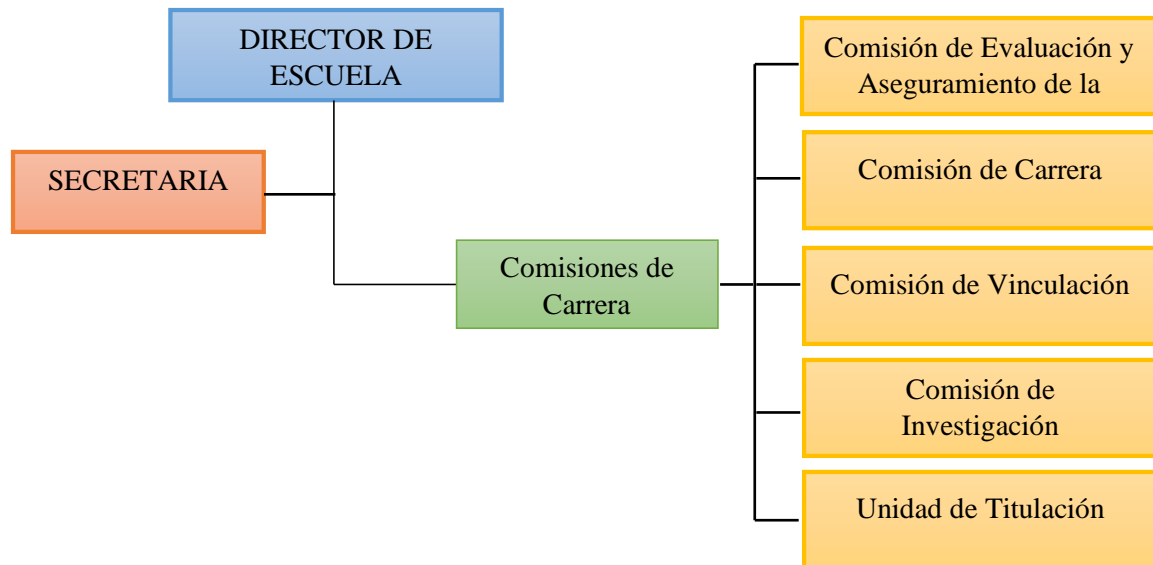 DIRECTOR DE
ESCUELA
SECRETARIA
Comisiones de
Carrera
Comisión de Evaluación y
Aseguramiento de la
Comisión de Carrera
Comisión de Vinculación
Comisión de
Investigación
Unidad de Titulación